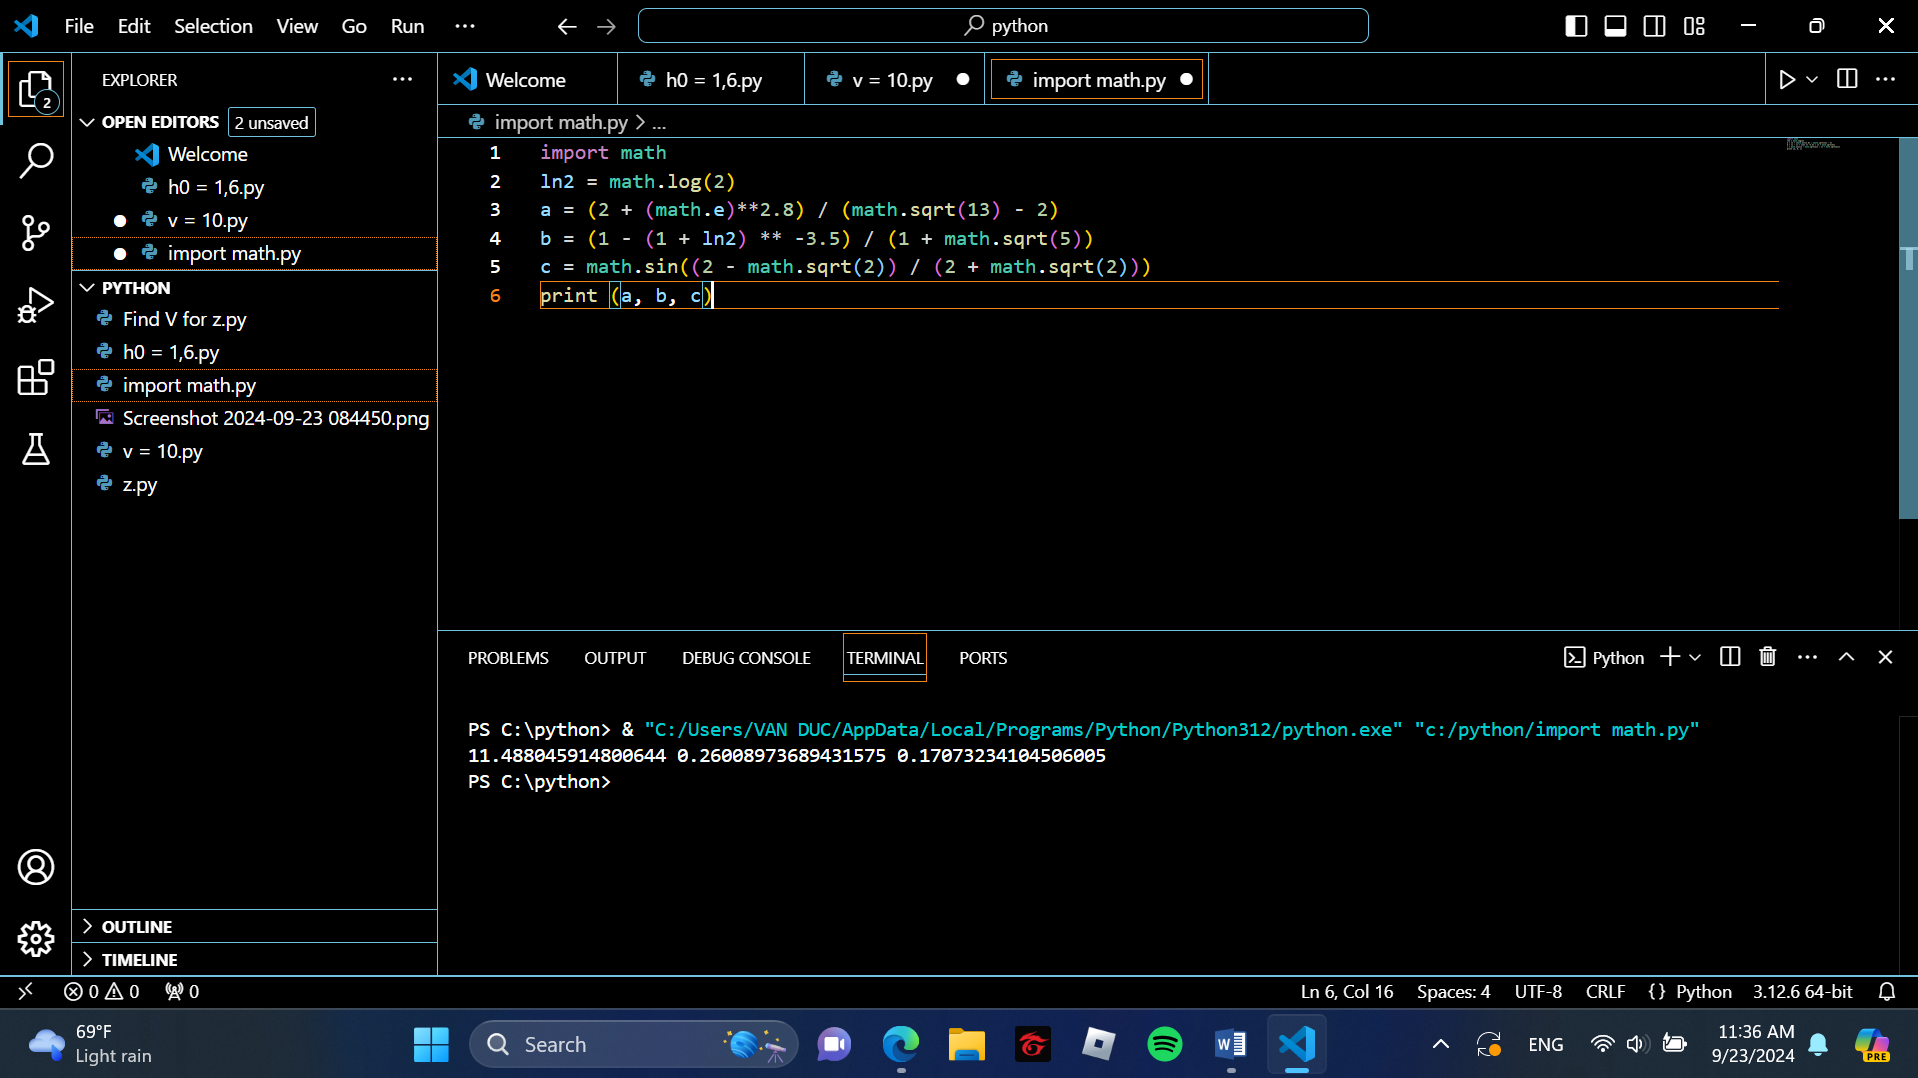 File Edit Selection View Go Run ...
python
EXPLORER ...
OPEN EDITORS 2 unsaved
Welcome
h0 = 1,6.py
v = 10.py
import math.py
PYTHON
Find V for z.py
h0 = 1,6.py
import math.py
Screenshot 2024-09-23 084450.png
v = 10.py
z.py
OUTLINE
TIMELINE
2
Welcome h0 = 1,6.py v = 10.py import math.py
import math.py > ...
1 import math
2 ln2 = math.log(2)
3 a = (2 + (math.e)**2.8) / (math.sqrt(13) - 2)
4 b = (1 - (1 + ln2) ** -3.5) / (1 + math.sqrt(5))
5 c = math.sin((2 - math.sqrt(2)) / (2 + math.sqrt(2)))
6 print (a, b, c)
PROBLEMS OUTPUT DEBUG CONSOLE TERMINAL PORTS Python
PS C:\python> & "C:/Users/VAN DUC/AppData/Local/Programs/Python/Python312/python.exe" "c:/python/import math.py"
11.488045914800644 0.26008973689431575 0.17073234104506005
PS C:\python>
0 0 0 Ln 6, Col 16 Spaces: 4 UTF-8 CRLF {} Python 3.12.6 64-bit
69°F
Light rain
Search
ENG
11:36 AM
9/23/2024
PRE